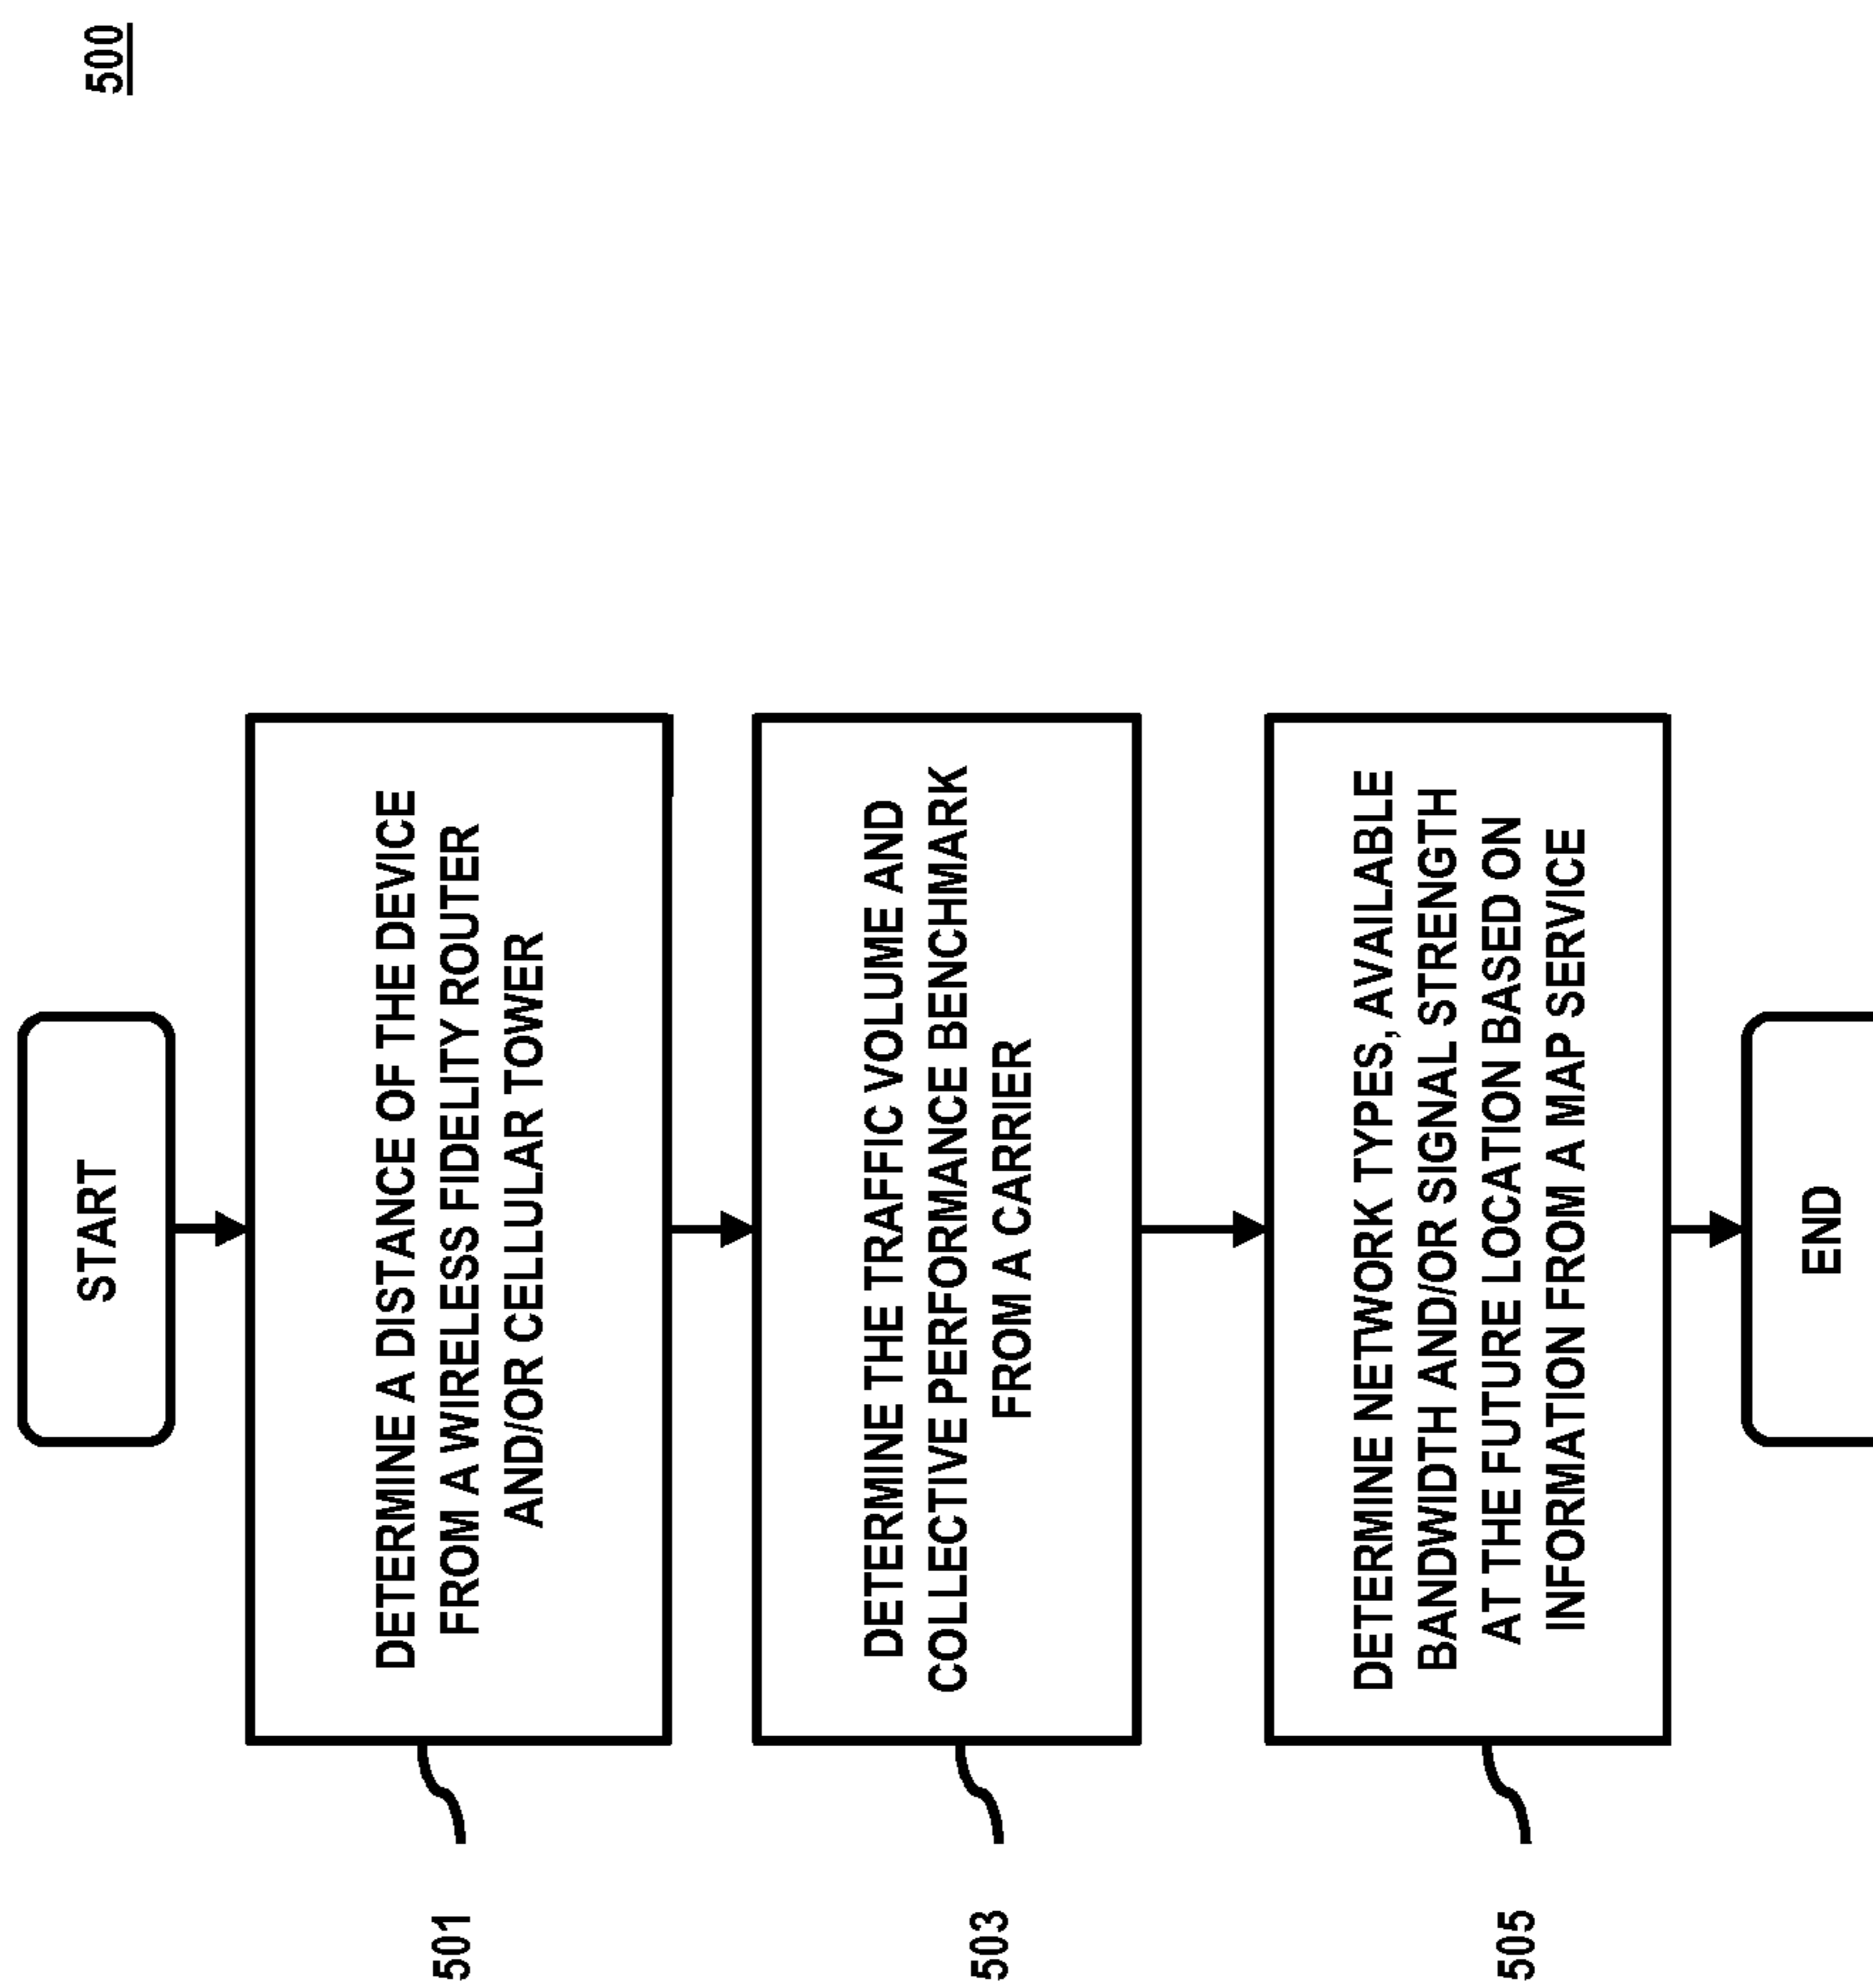 500
START
501
DETERMINE A DISTANCE OF THE DEVICE
FROM A WIRELESS FIDELITY ROUTER
AND/OR CELLULAR TOWER
503
DETERMINE THE TRAFFIC VOLUME AND
COLLECTIVE PERFORMANCE BENCHMARK
FROM A CARRIER
505
DETERMINE NETWORK TYPES, AVAILABLE
BANDWIDTH AND/OR SIGNAL STRENGTH
AT THE FUTURE LOCATION BASED ON
INFORMATION FROM A MAP SERVICE
END